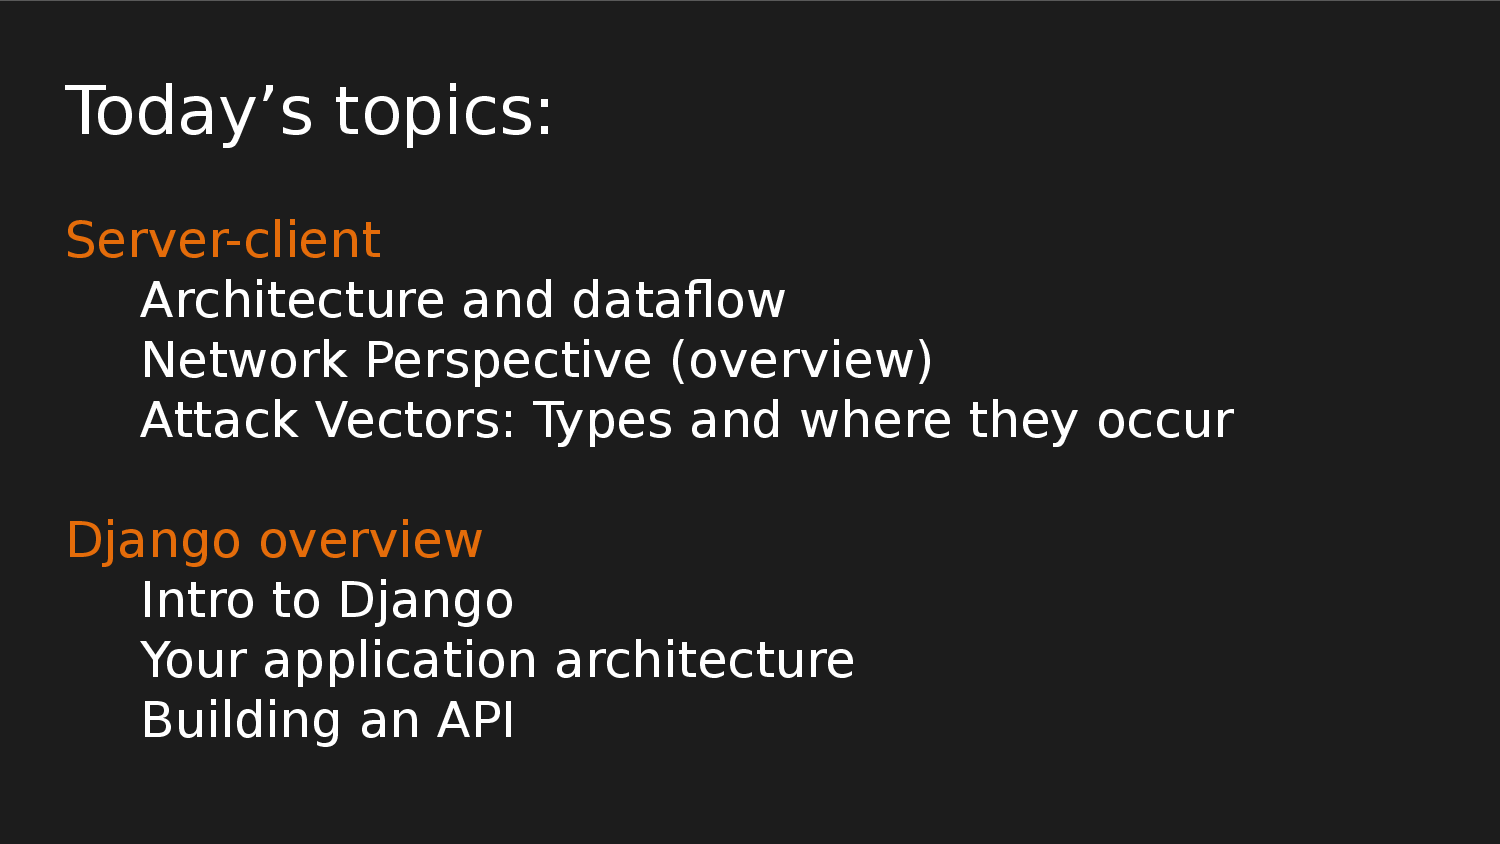 Today’s topics:
Server-client
Architecture and dataflow
Network Perspective (overview)
Attack Vectors: Types and where they occur
Django overview
Intro to Django
Your application architecture
Building an API